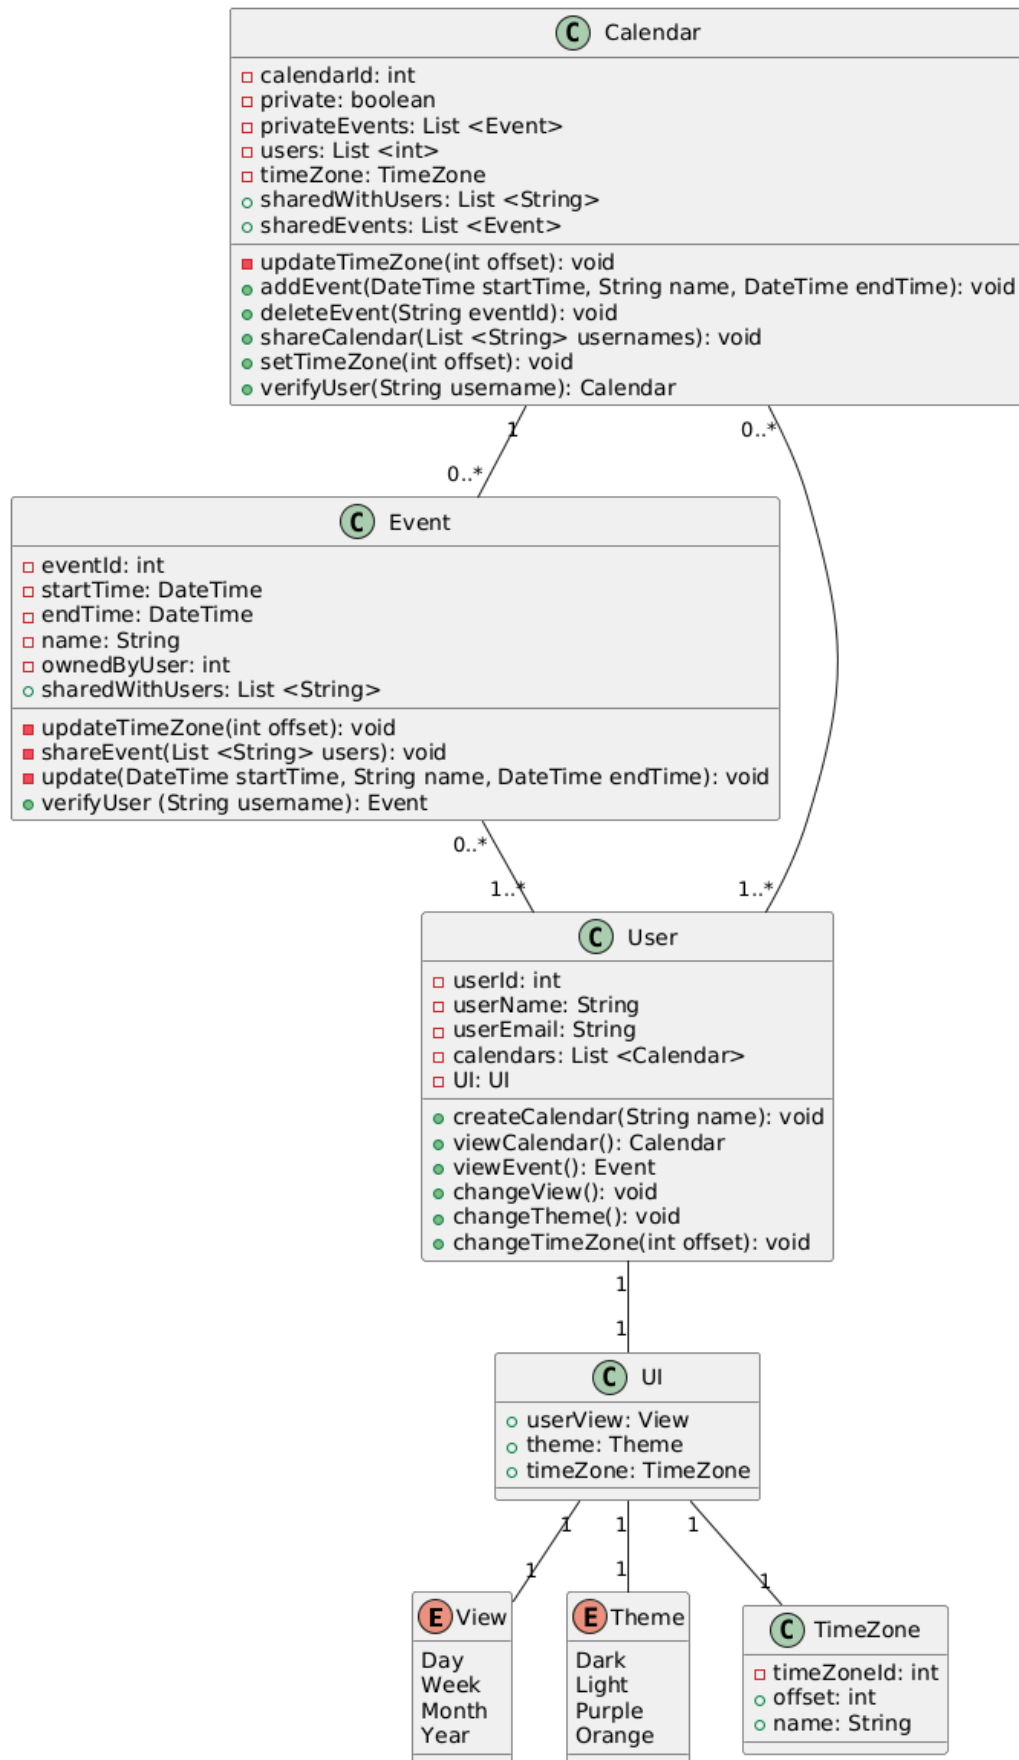 C Calendar
calendarId: int
private: boolean
privateEvents: List <Event>
users: List <int>
timeZone: TimeZone
sharedWithUsers: List <String>
sharedEvents: List <Event>
updateTimeZone(int offset): void
addEvent(DateTime startTime, String name, DateTime endTime): void
deleteEvent(String eventId): void
shareCalendar(List <String> usernames): void
setTimeZone(int offset): void
verifyUser(String username): Calendar
1
0..*
0..*
C Event
eventId: int
startTime: DateTime
endTime: DateTime
name: String
ownedByUser: int
sharedWithUsers: List <String>
updateTimeZone(int offset): void
shareEvent(List <String> users): void
update(DateTime startTime, String name, DateTime endTime): void
verifyUser (String username): Event
0..*
1..*
1..*
C User
userId: int
userName: String
userEmail: String
calendars: List <Calendar>
UI: UI
createCalendar(String name): void
viewCalendar(): Calendar
viewEvent(): Event
changeView(): void
changeTheme(): void
changeTimeZone(int offset): void
1
1
C UI
userView: View
theme: Theme
timeZone: TimeZone
1
1
1
1
1
1
E View
Day
Week
Month
Year
E Theme
Dark
Light
Purple
Orange
C TimeZone
timeZoneId: int
offset: int
name: String